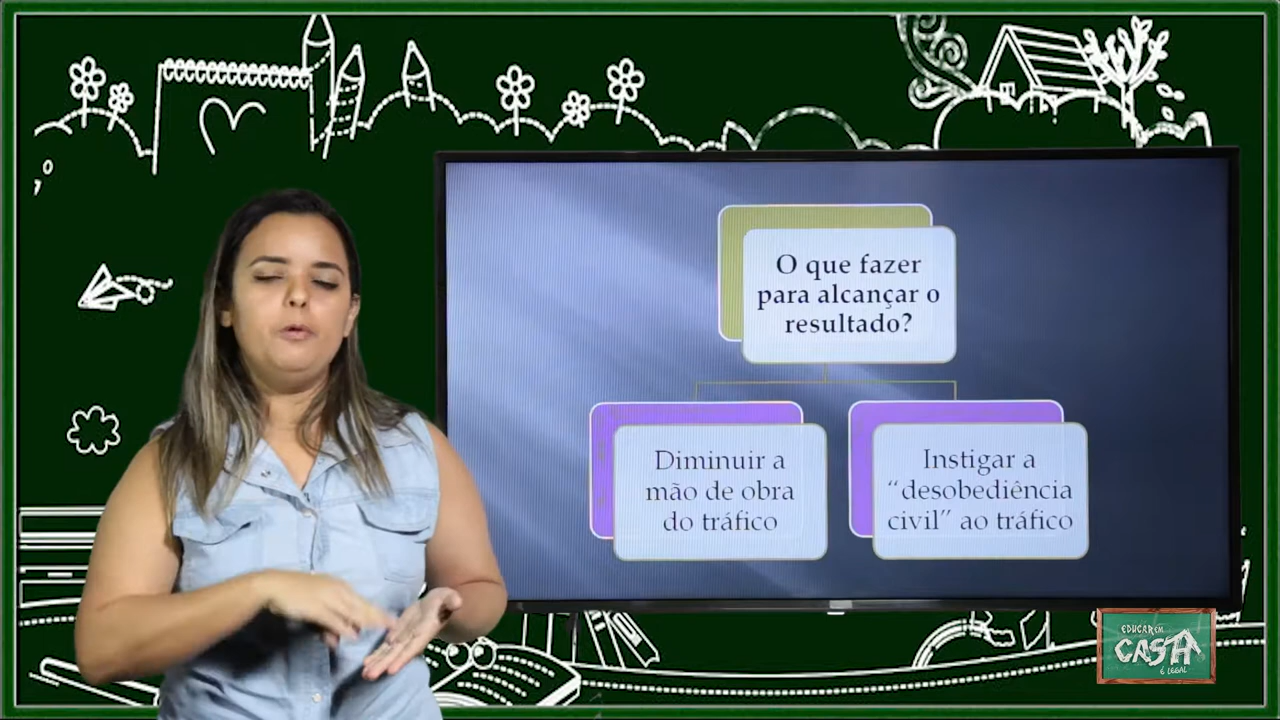 O que fazer
para alcançar o
resultado?
Diminuir a
mão de obra
do tráfico
Instigar a
“desobediência
civil” ao tráfico
EDUCAR EM
CASA
É LEGAL